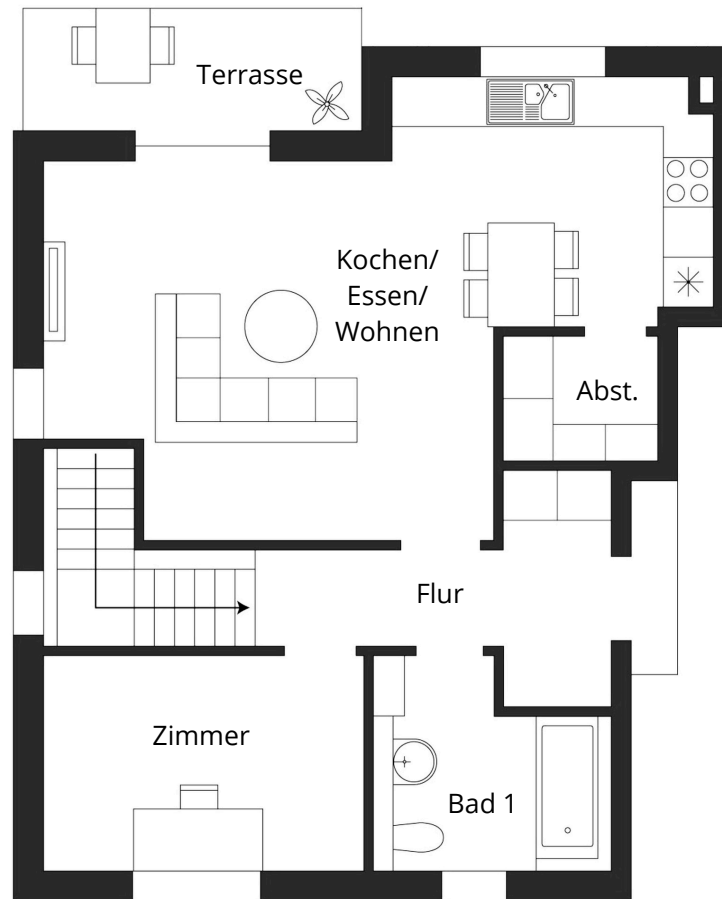 Terrasse
Kochen/
Essen/
Wohnen
Abst.
Flur
Zimmer
Bad 1